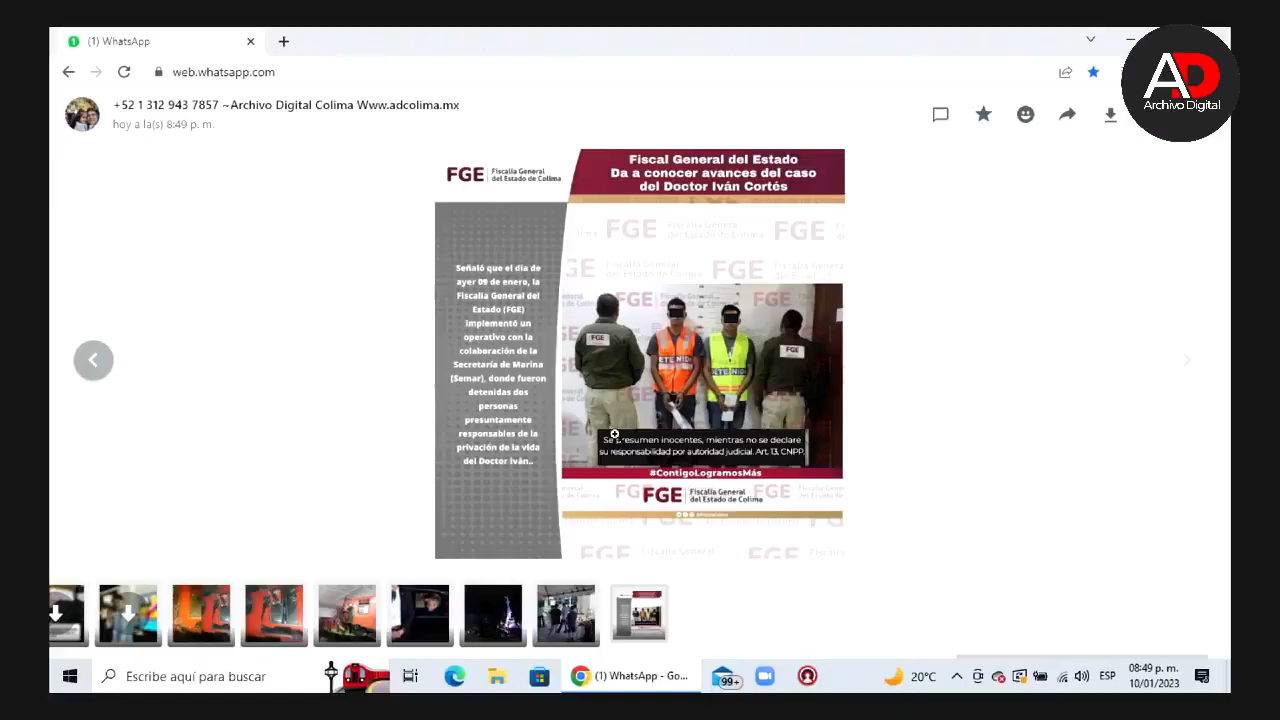 (1) WhatsApp
web.whatsapp.com
AD
Archivo Digital
+52 1 312 943 7857 ~Archivo Digital Colima Www.adcolima.mx
hoy a la(s) 8:49 p. m.
FGE
Fiscalía General
del Estado de Colima
Fiscal General del Estado
Da a conocer avances del caso
del Doctor Iván Cortés
Señaló que el día de
ayer 09 de enero, la
Fiscalía General del
Estado (FGE)
implementó un
operativo con la
colaboración de la
Secretaría de Marina
(Semar), donde fueron
detenidas dos
personas
presuntamente
responsables de la
privación de la vida
del Doctor Iván..
FGE
DETENIDO
FGE
Se presumen inocentes, mientras no se declare
su responsabilidad por autoridad judicial. Art. 13, CNPP.
#ContigoLogramosMás
FGE
Fiscalía General
del Estado de Colima
Escribe aquí para buscar
(1) WhatsApp - Go...
99+
20°C
ESP
08:49 p. m.
10/01/2023